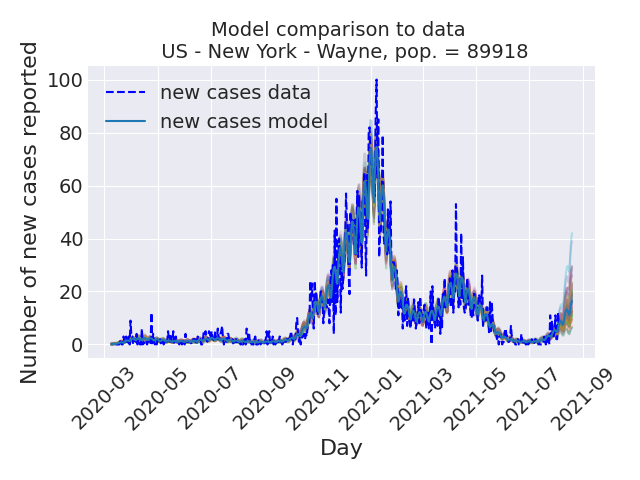 Model comparison to data
US - New York - Wayne, pop. = 89918
Number of new cases reported
100
80
60
40
20
0
new cases data
new cases model
2020-03
2020-05
2020-07
2020-09
2020-11
2021-01
2021-03
2021-05
2021-07
2021-09
Day